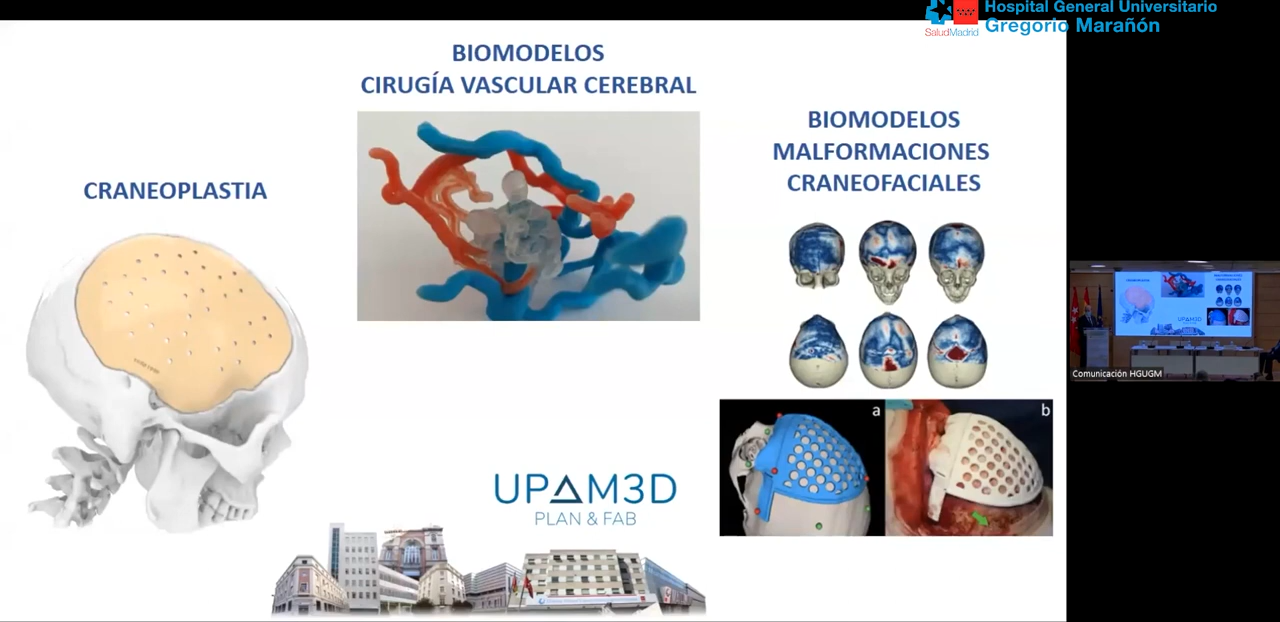 Hospital General Universitario
Gregorio Marañón
SaludMadrid
BIOMODELOS
CIRUGÍA VASCULAR CEREBRAL
BIOMODELOS
MALFORMACIONES
CRANEOFACIALES
CRANEOPLASTIA
a
b
UPAM3D
PLAN & FAB
Comunicación HGUGM